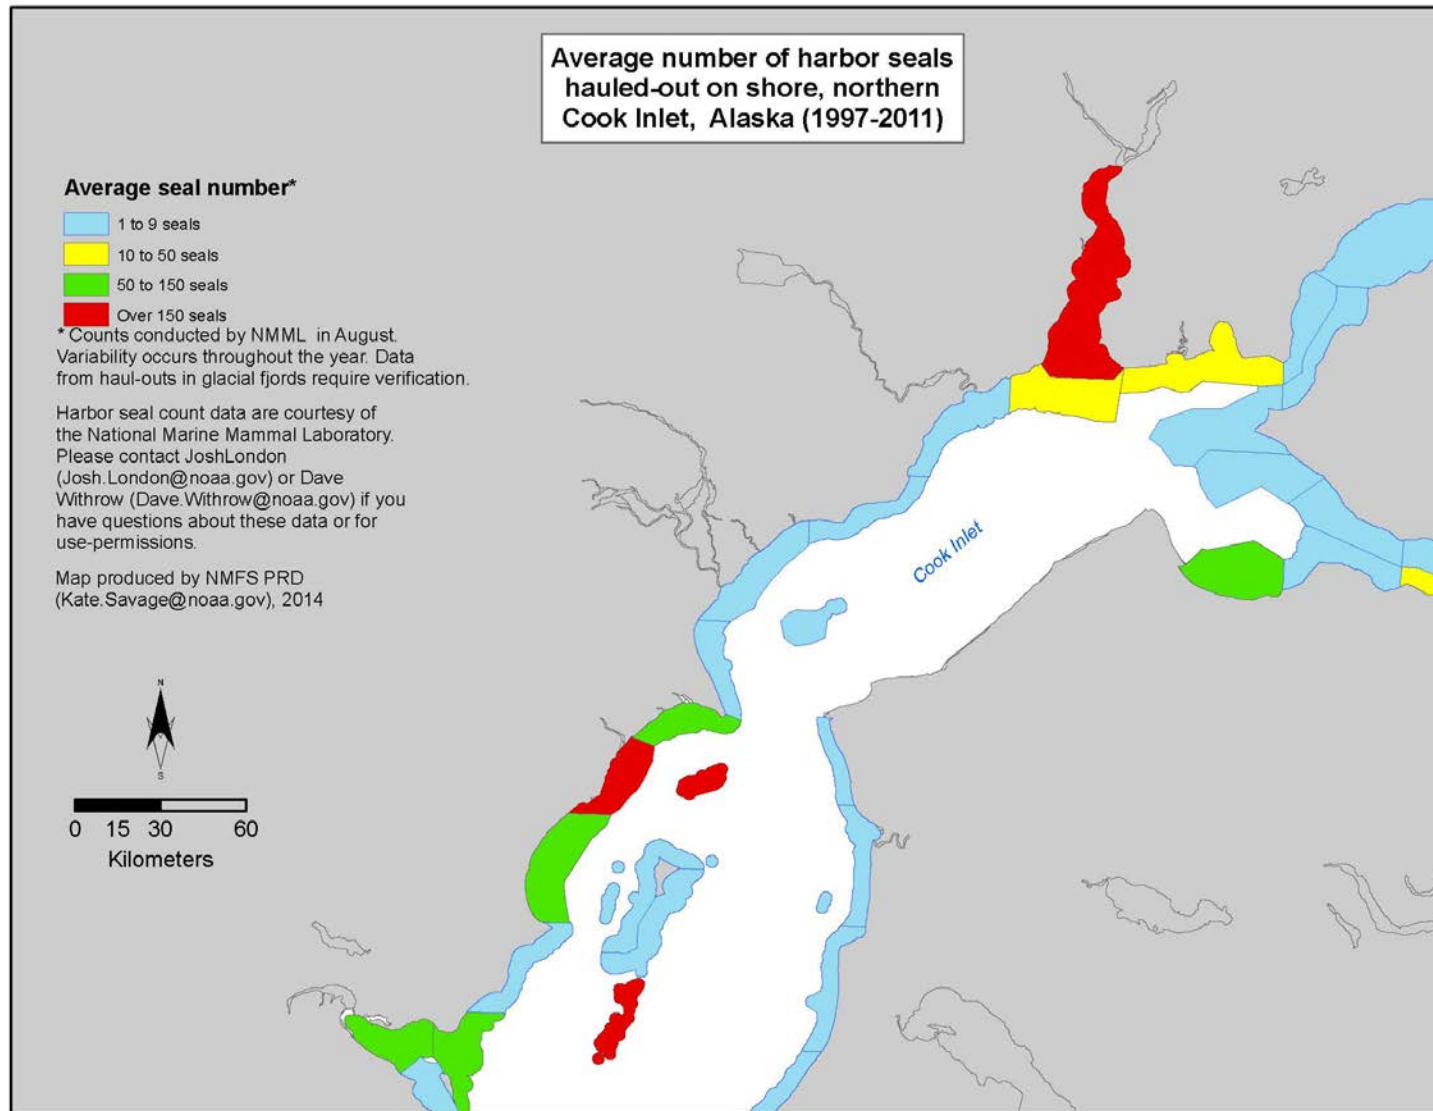 Average number of harbor seals
hauled-out on shore, northern
Cook Inlet, Alaska (1997-2011)
Average seal number*
1 to 9 seals
10 to 50 seals
50 to 150 seals
Over 150 seals
* Counts conducted by NMML in August.
Variability occurs throughout the year. Data
from haul-outs in glacial fjords require verification.
Harbor seal count data are courtesy of
the National Marine Mammal Laboratory.
Please contact JoshLondon
(Josh.London@noaa.gov) or Dave
Withrow (Dave.Withrow@noaa.gov) if you
have questions about these data or for
use-permissions.
Map produced by NMFS PRD
(Kate.Savage@noaa.gov), 2014
Cook Inlet
N
S
0 15 30 60
Kilometers